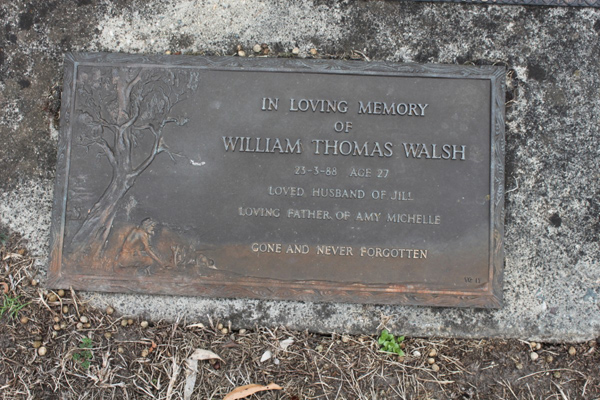 IN LOVING MEMORY
OF
WILLIAM THOMAS WALSH
23-3-88 AGE 27
LOVED HUSBAND OF JILL
LOVING FATHER OF AMY MICHELLE
GONE AND NEVER FORGOTTEN